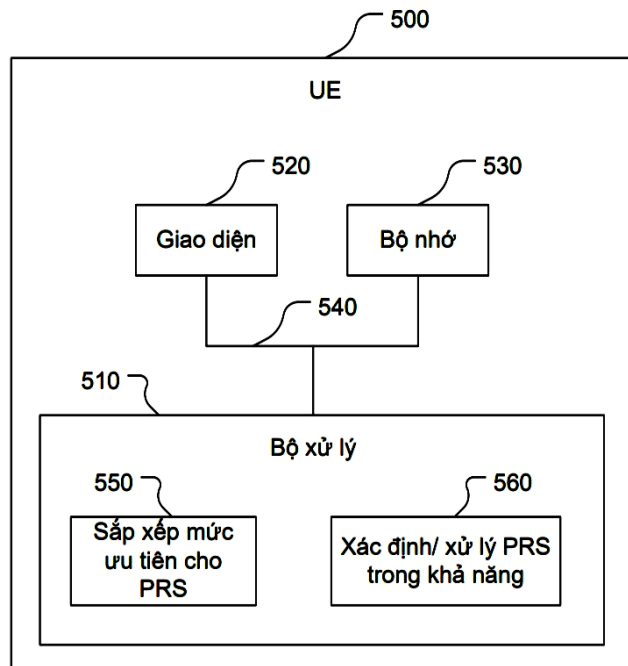 500
UE
520
530
Giao diện
Bộ nhớ
540
510
Bộ xử lý
550
560
Sắp xếp mức
ưu tiên cho
PRS
Xác định/ xử lý PRS
trong khả năng